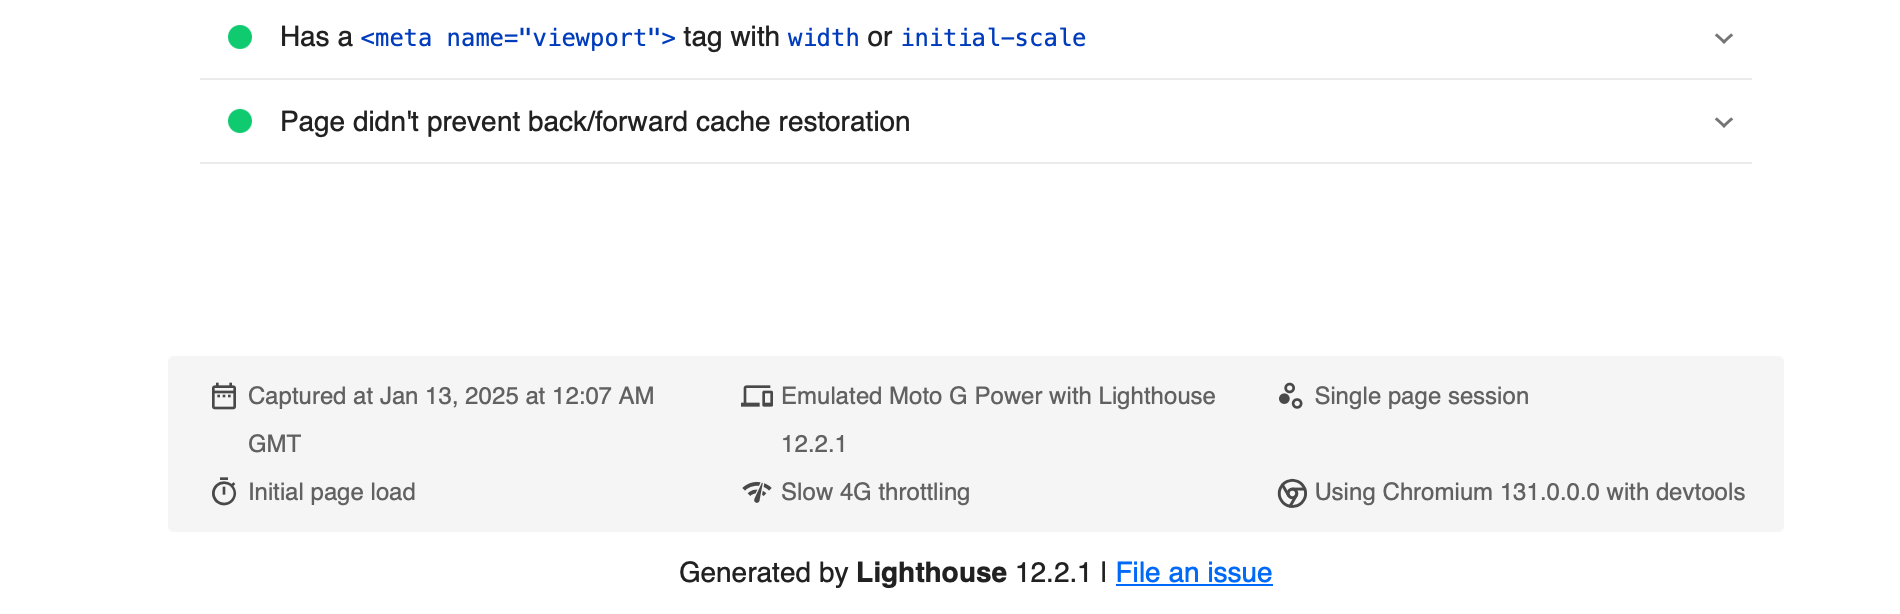 Has a <meta name="viewport"> tag with width or initial-scale
Page didn't prevent back/forward cache restoration
Captured at Jan 13, 2025 at 12:07 AM
GMT
Emulated Moto G Power with Lighthouse
12.2.1
Single page session
Initial page load
Slow 4G throttling
Using Chromium 131.0.0.0 with devtools
Generated by Lighthouse 12.2.1 | File an issue